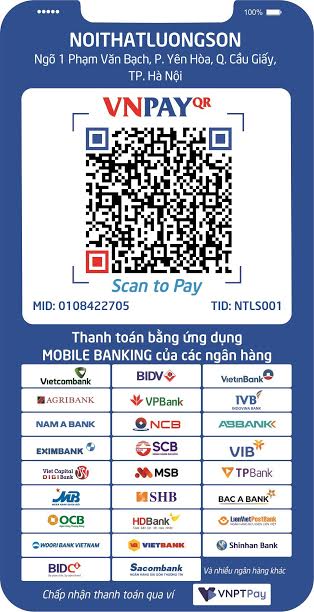 100%
NOITHATLUONGSON
Ngõ 1 Phạm Văn Bạch, P. Yên Hòa, Q. Cầu Giấy,
TP. Hà Nội
VNPAYQR
Scan to Pay
MID: 0108422705 TID: NTLS001
Thanh toán bằng ứng dụng
MOBILE BANKING của các ngân hàng
Vietcombank BIDV VietinBank
AGRIBANK VPBank IVB
INDOVINA BANK
NAM A BANK NCB ABBANK
EXIMBANK SCB VIB
Viet Capital MSB TPBank
DIGIBank
MB SHB BAC A BANK
OCB HDBank LienVietPostBank
WOORI BANK VIETNAM VIETBANK Shinhan Bank
BIDC Sacombank Và nhiều ngân hàng khác
Chấp nhận thanh toán qua ví VNPTPay